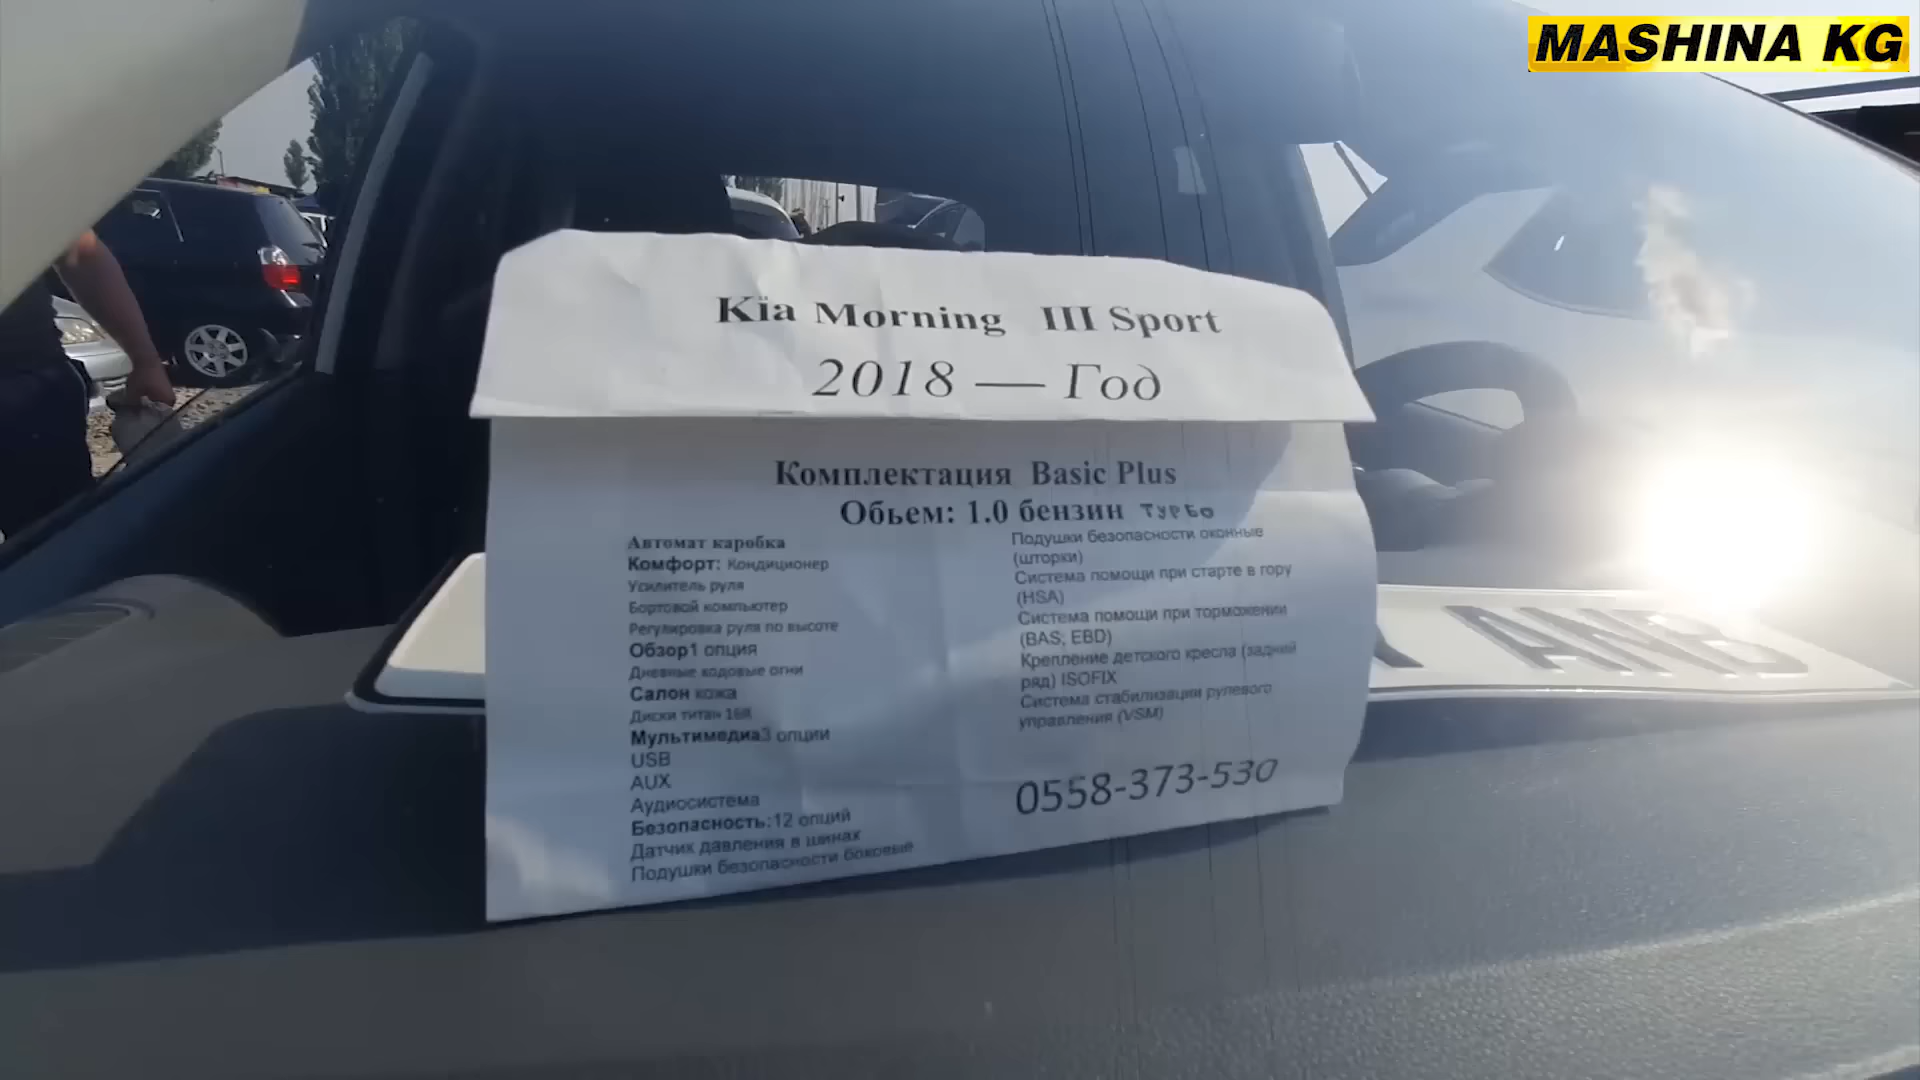 MASHINA KG
Kia Morning III Sport
2018 — Год
Комплектация Basic Plus
Обьем: 1.0 бензин ТУРБО
Автомат каробка
Комфорт: Кондиционер
Усилитель руля
Бортовой компьютер
Регулировка руля по высоте
Обзор1 опция
Дневные ходовые огни
Салон кожа
Диски титан 16R
Мультимедиа3 опции
USB
AUX
Аудиосистема
Безопасность:12 опций
Датчик давления в шинах
Подушки безопасности боковые
Подушки безопасности оконные
(шторки)
Система помощи при старте в гору
(HSA)
Система помощи при торможении
(BAS, EBD)
Крепление детского кресла (задний
ряд) ISOFIX
Система стабилизации рулевого
управления (VSM)
0558-373-530